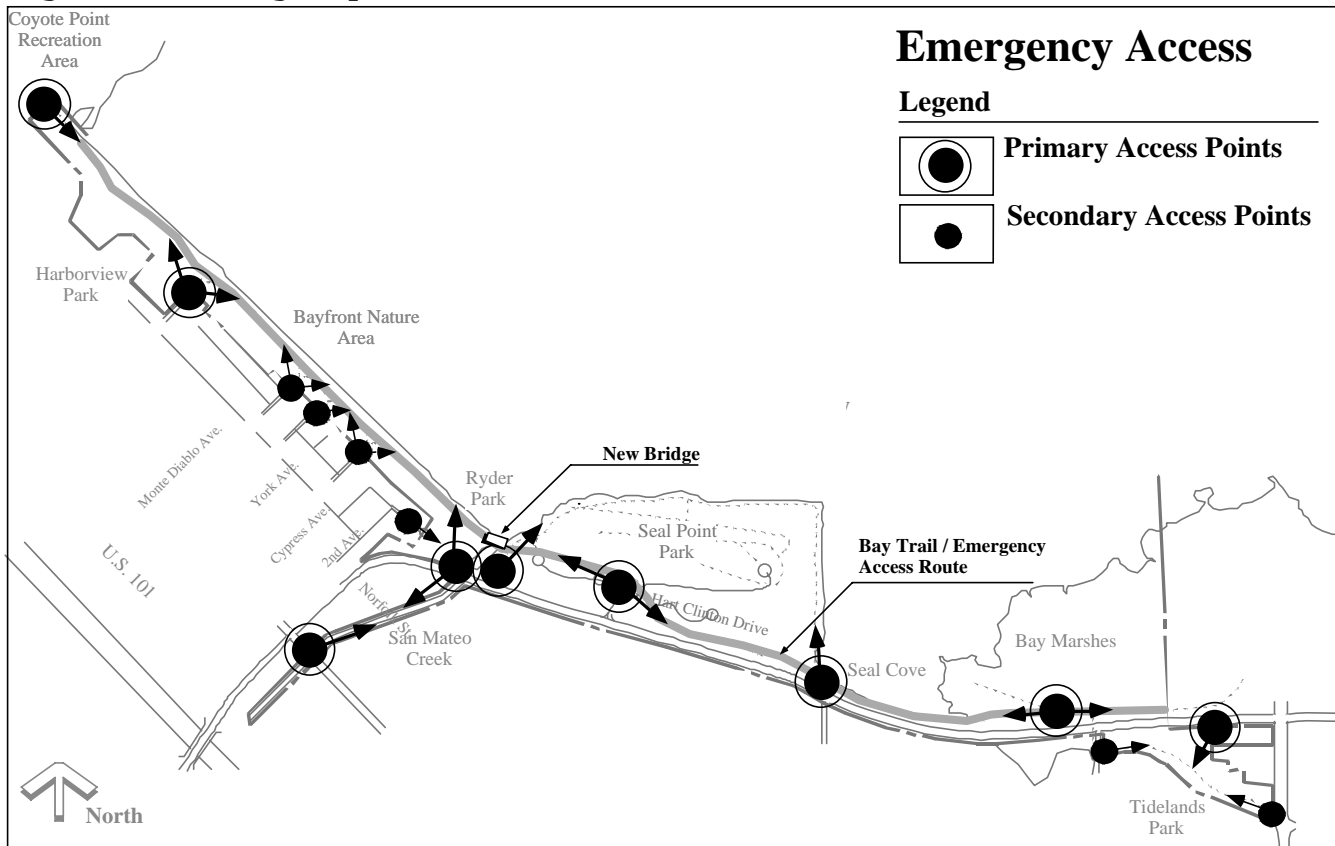 Coyote Point
Recreation
Area
Emergency Access
Legend
Primary Access Points
Secondary Access Points
Harborview
Park
Bayfront Nature
Area
Monte Diablo Ave.
York Ave.
Cypress Ave.
2nd Ave.
U.S. 101
Ryder
Park
New Bridge
Seal Point
Park
Bay Trail / Emergency
Access Route
Hart Clinton Drive
Norfolk St.
San Mateo
Creek
Seal Cove
Bay Marshes
Tidelands
Park
North